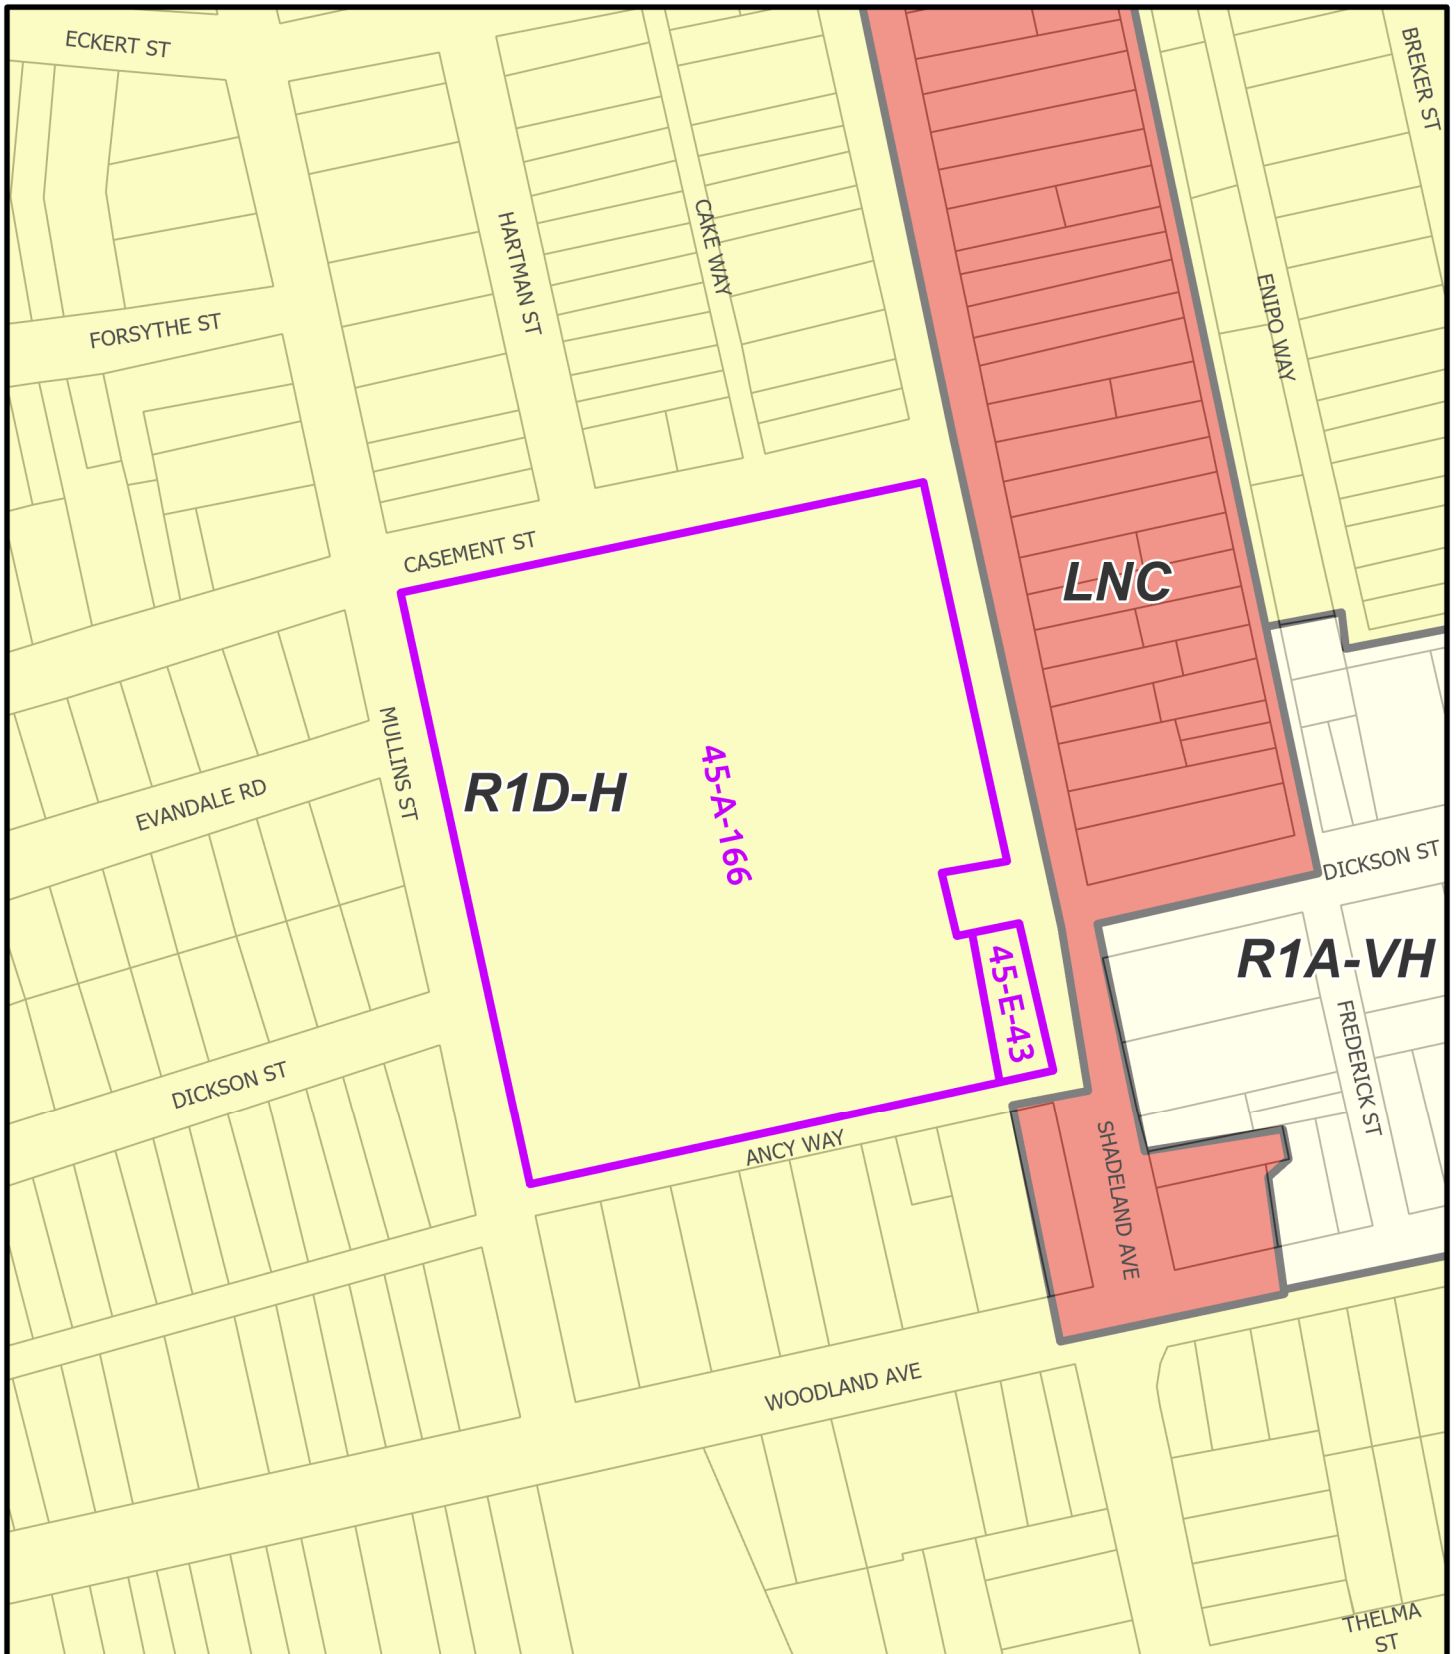 ECKERT ST
BREKER ST
HARTMAN ST
CAKE WAY
ENIPO WAY
FORSYTHE ST
CASEMENT ST
LNC
MULLINS ST
R1D-H
45-A-166
EVANDALE RD
DICKSON ST
R1A-VH
45-E-43
FREDERICK ST
DICKSON ST
ANCY WAY
SHADELAND AVE
WOODLAND AVE
THELMA
ST